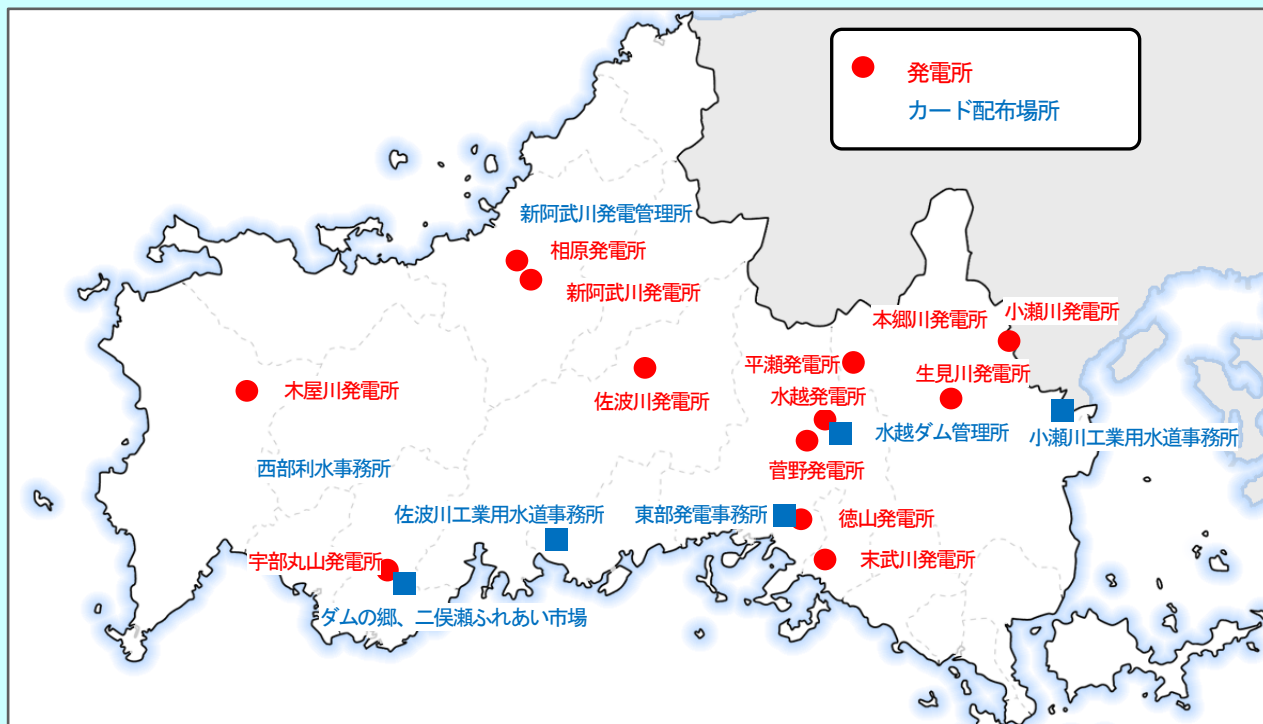 発電所
カード配布場所
新阿武川発電管理所
相原発電所
新阿武川発電所
小瀬川発電所
本郷川発電所
平瀬発電所
生見川発電所
木屋川発電所
佐波川発電所
水越発電所
水越ダム管理所
小瀬川工業用水道事務所
菅野発電所
西部利水事務所
佐波川工業用水道事務所
東部発電事務所
徳山発電所
宇部丸山発電所
末武川発電所
ダムの郷、二俣瀬ふれあい市場